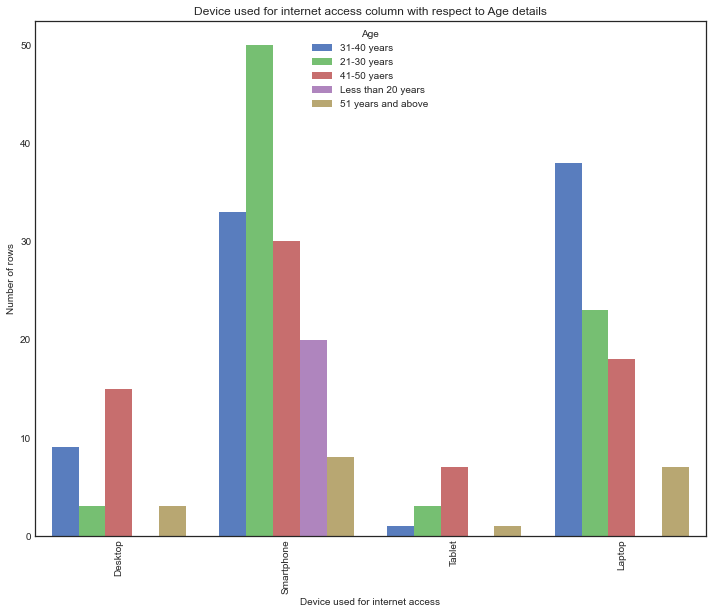 Device used for internet access column with respect to Age details
Age
31-40 years
21-30 years
41-50 yaers
Less than 20 years
51 years and above
50
40
30
20
10
0
Number of rows
Desktop
Smartphone
Tablet
Laptop
Device used for internet access